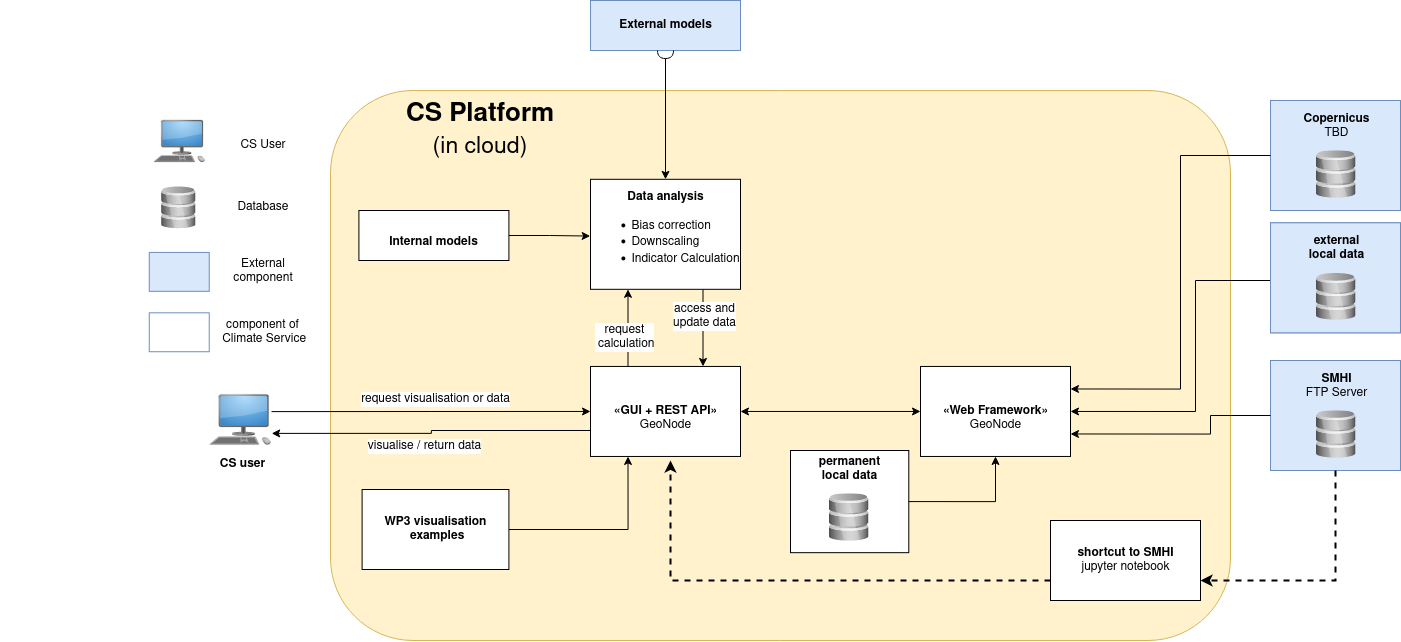 External models
CS Platform
(in cloud)
CS User
Database
External
component
component of
Climate Service
Copernicus
TBD
external
local data
SMHI
FTP Server
Data analysis
• Bias correction
• Downscaling
• Indicator Calculation
Internal models
request
calculation
access and
update data
request visualisation or data
visualise / return data
CS user
«GUI + REST API»
GeoNode
«Web Framework»
GeoNode
permanent
local data
WP3 visualisation
examples
shortcut to SMHI
jupyter notebook